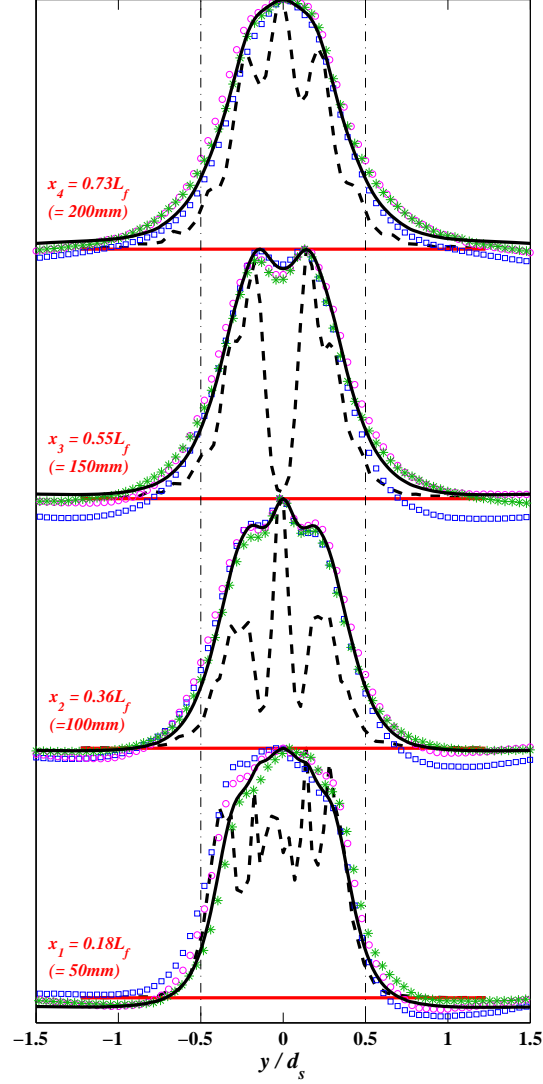 x4 = 0.73Lf
(= 200mm)
x3 = 0.55Lf
(= 150mm)
x2 = 0.36Lf
(=100mm)
x1 = 0.18Lf
(= 50mm)
−1.5 −1 −0.5 0 0.5 1 1.5
y / ds